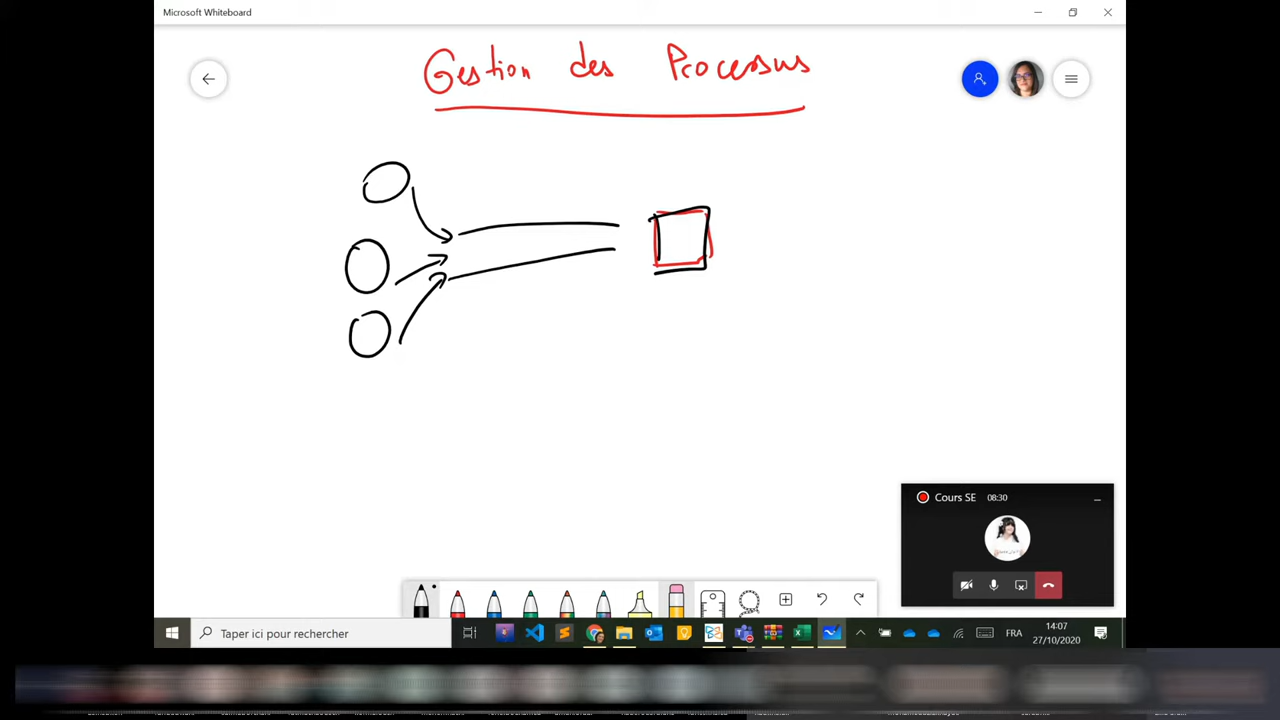 Microsoft Whiteboard
Gestion des Processus
Cours SE 08:30
Taper ici pour rechercher
FRA
14:07
27/10/2020